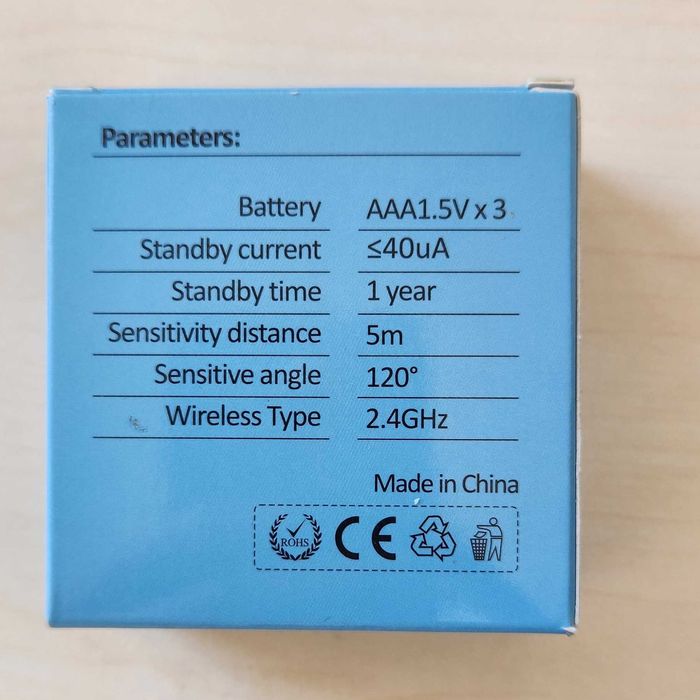 Parameters:
Battery AAA1.5V x 3
Standby current ≤40uA
Standby time 1 year
Sensitivity distance 5m
Sensitive angle 120°
Wireless Type 2.4GHz
Made in China
ROHS CE